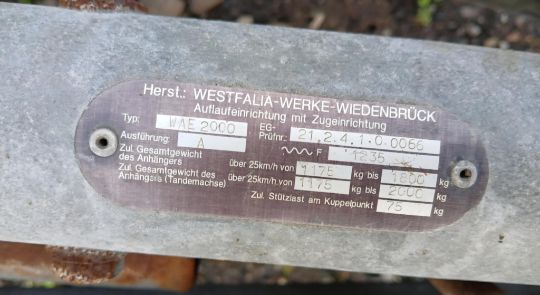 Herst.: WESTFALIA-WERKE-WIEDENBRÜCK
Auflaufeinrichtung mit Zugeinrichtung
Typ: WAE 2000 EG-Prüfnr.: 21.2.4.1.0.0066
Ausführung: A F 1235
Zul. Gesamtgewicht des Anhängers über 25km/h von 1175 kg bis 1800 kg
Zul. Gesamtgewicht des Anhängers (Tandemachse) über 25km/h von 1175 kg bis 2000 kg
Zul. Stützlast am Kuppelpunkt 75 kg